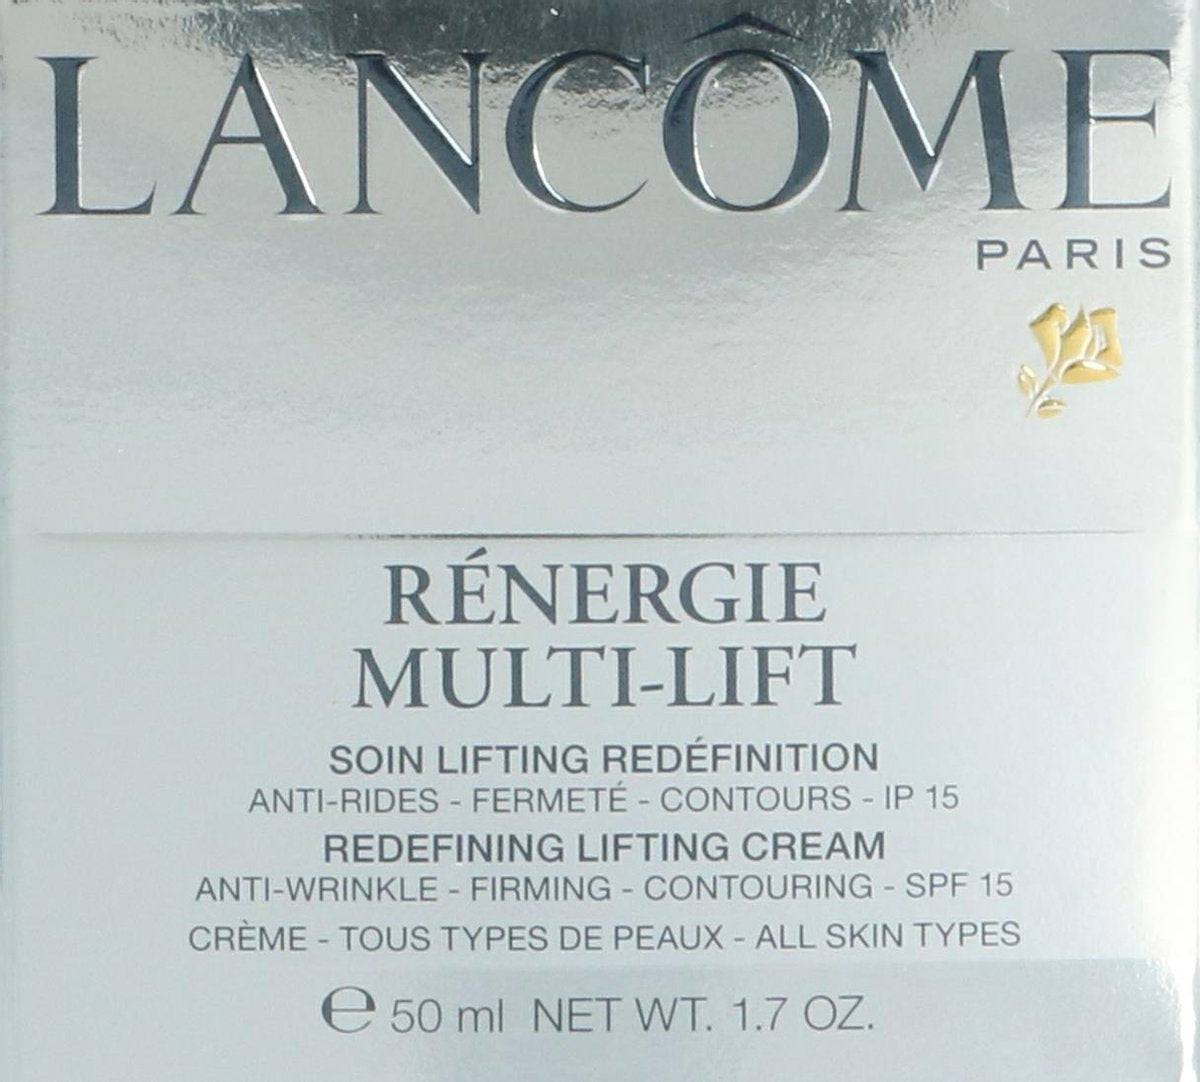 LANCÔME
PARIS
RÉNERGIE
MULTI-LIFT
SOIN LIFTING REDÉFINITION
ANTI-RIDES - FERMETÉ - CONTOURS - IP 15
REDEFINING LIFTING CREAM
ANTI-WRINKLE - FIRMING - CONTOURING - SPF 15
CRÈME - TOUS TYPES DE PEAUX - ALL SKIN TYPES
℮ 50 ml NET WT. 1.7 OZ.